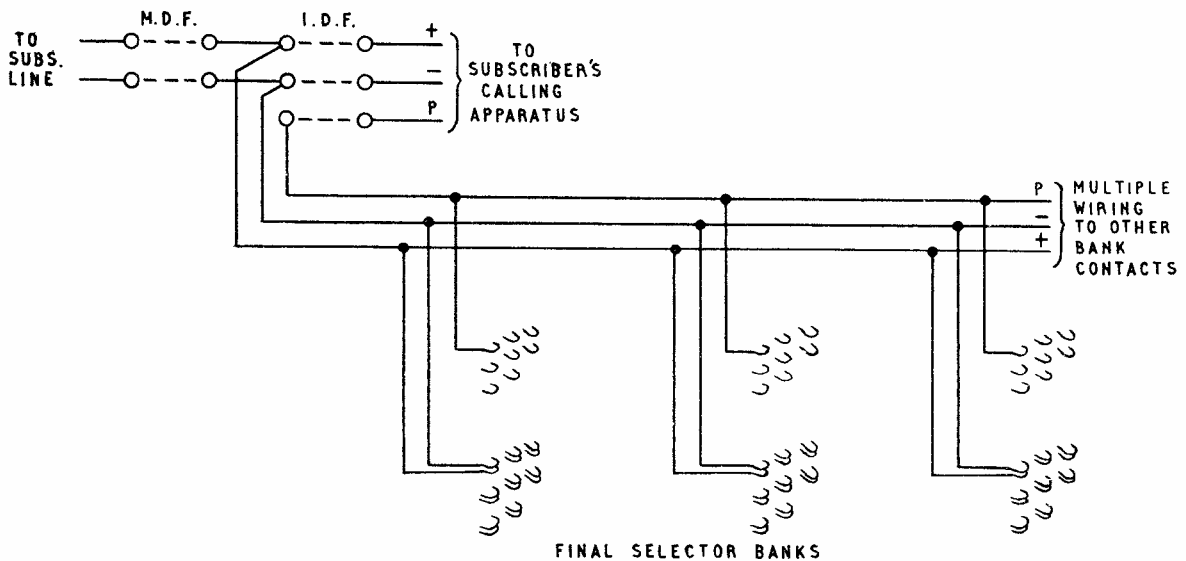 M.D.F.
I.D.F.
TO
SUBS.
LINE
+
−
P
TO
SUBSCRIBER'S
CALLING
APPARATUS
P
−
+
MULTIPLE
WIRING
TO OTHER
BANK
CONTACTS
FINAL SELECTOR BANKS